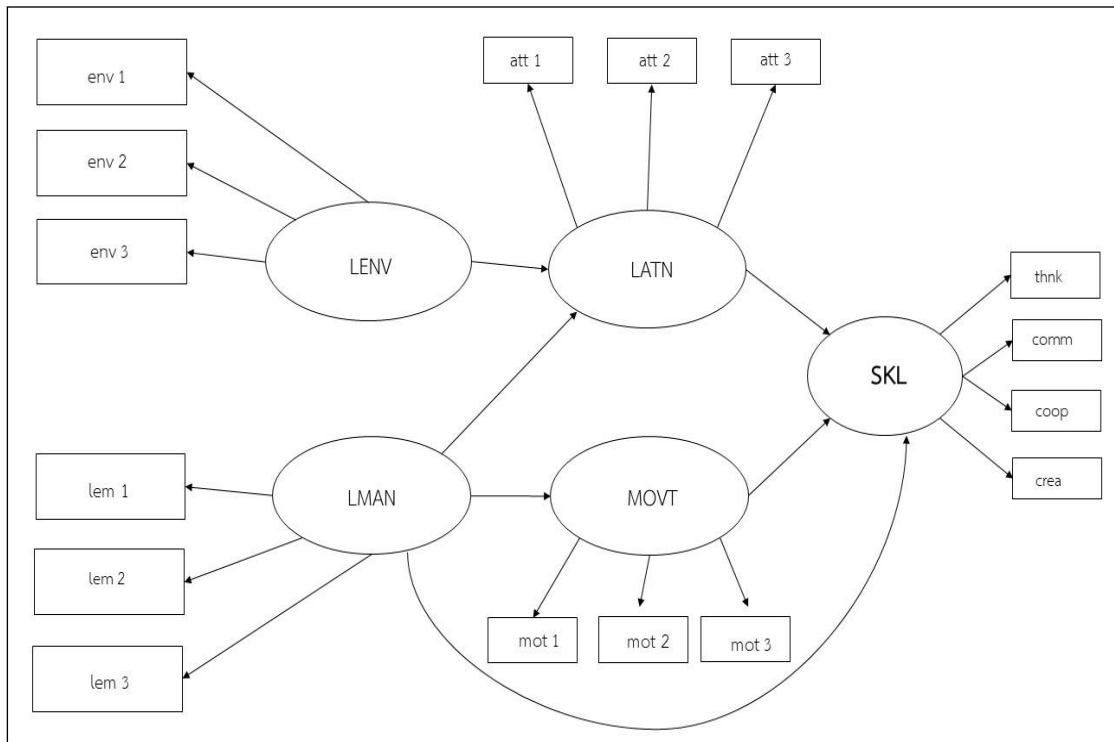 env 1
env 2
env 3
att 1
att 2
att 3
LENV
LATN
SKL
thnk
comm
coop
crea
lem 1
lem 2
lem 3
LMAN
MOVT
mot 1
mot 2
mot 3